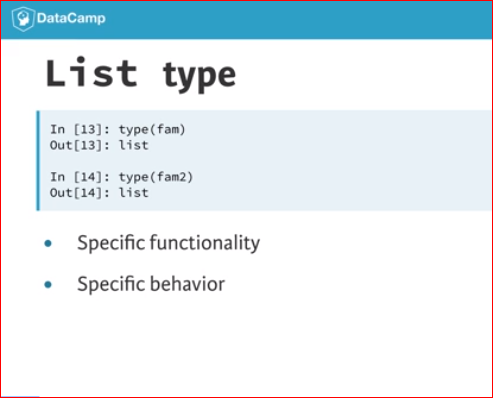 DataCamp
List type
In [13]: type(fam)
Out[13]: list
In [14]: type(fam2)
Out[14]: list
• Specific functionality
• Specific behavior